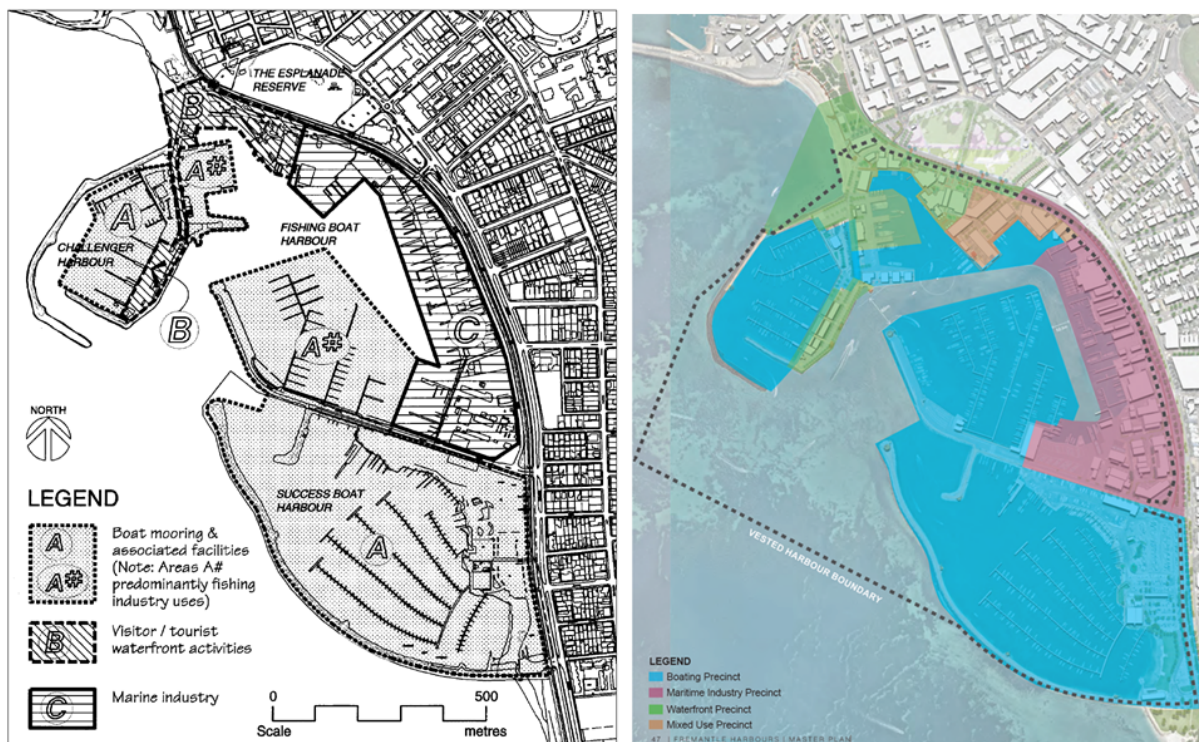 THE ESPLANADE
RESERVE
B
A#
A
CHALLENGER
HARBOUR
FISHING BOAT
HARBOUR
B
C
A#
NORTH
SUCCESS BOAT
HARBOUR
A
LEGEND
A
A#
Boat mooring &
associated facilities
(Note: Areas A#
predominantly fishing
industry uses)
B
Visitor / tourist
waterfront activities
C
Marine industry
0 500
Scale metres
VESTED HARBOUR BOUNDARY
LEGEND
Boating Precinct
Maritime Industry Precinct
Waterfront Precinct
Mixed Use Precinct
47 | FREMANTLE HARBOURS | MASTER PLAN